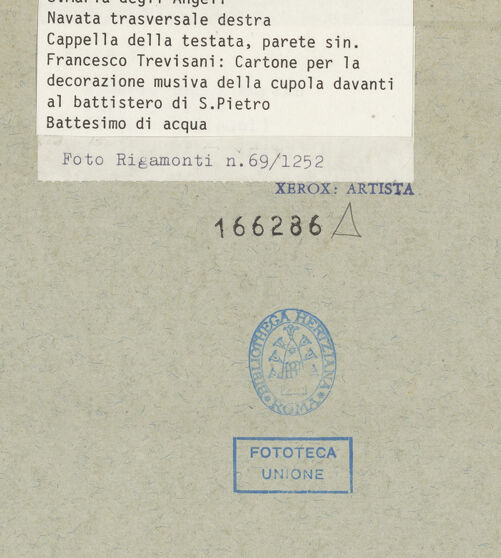 S.Maria degli Angeli
Navata trasversale destra
Cappella della testata, parete sin.
Francesco Trevisani: Cartone per la
decorazione musiva della cupola davanti
al battistero di S.Pietro
Battesimo di acqua
Foto Rigamonti n.69/1252
XEROX: ARTISTA
166286
BIBLIOTHECA HERTZIANA
ROMA
FOTOTECA
UNIONE